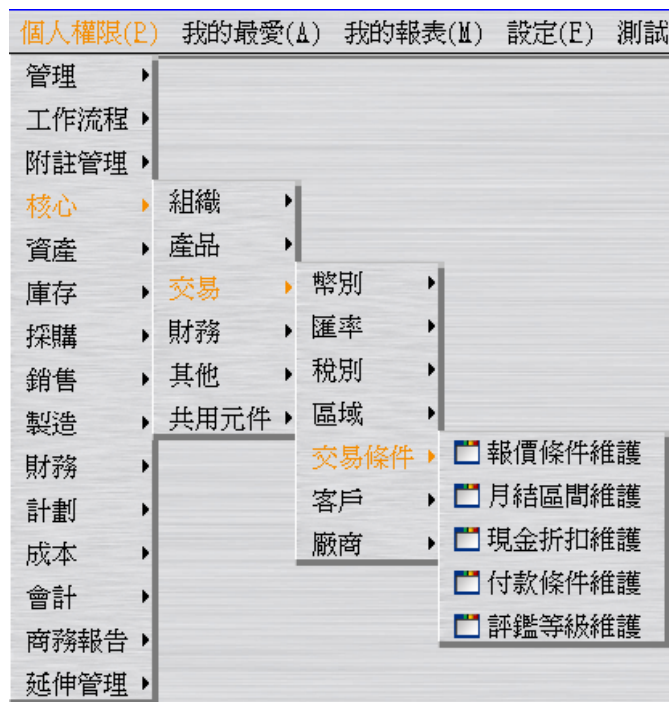 個人權限(P) 我的最愛(A) 我的報表(M) 設定(F) 測試
管理
工作流程
附註管理
核心
資產
庫存
採購
銷售
製造
財務
計劃
成本
會計
商務報告
延伸管理
組織
產品
交易
財務
其他
共用元件
幣別
匯率
稅別
區域
交易條件
客戶
廠商
報價條件維護
月結區間維護
現金折扣維護
付款條件維護
評鑑等級維護